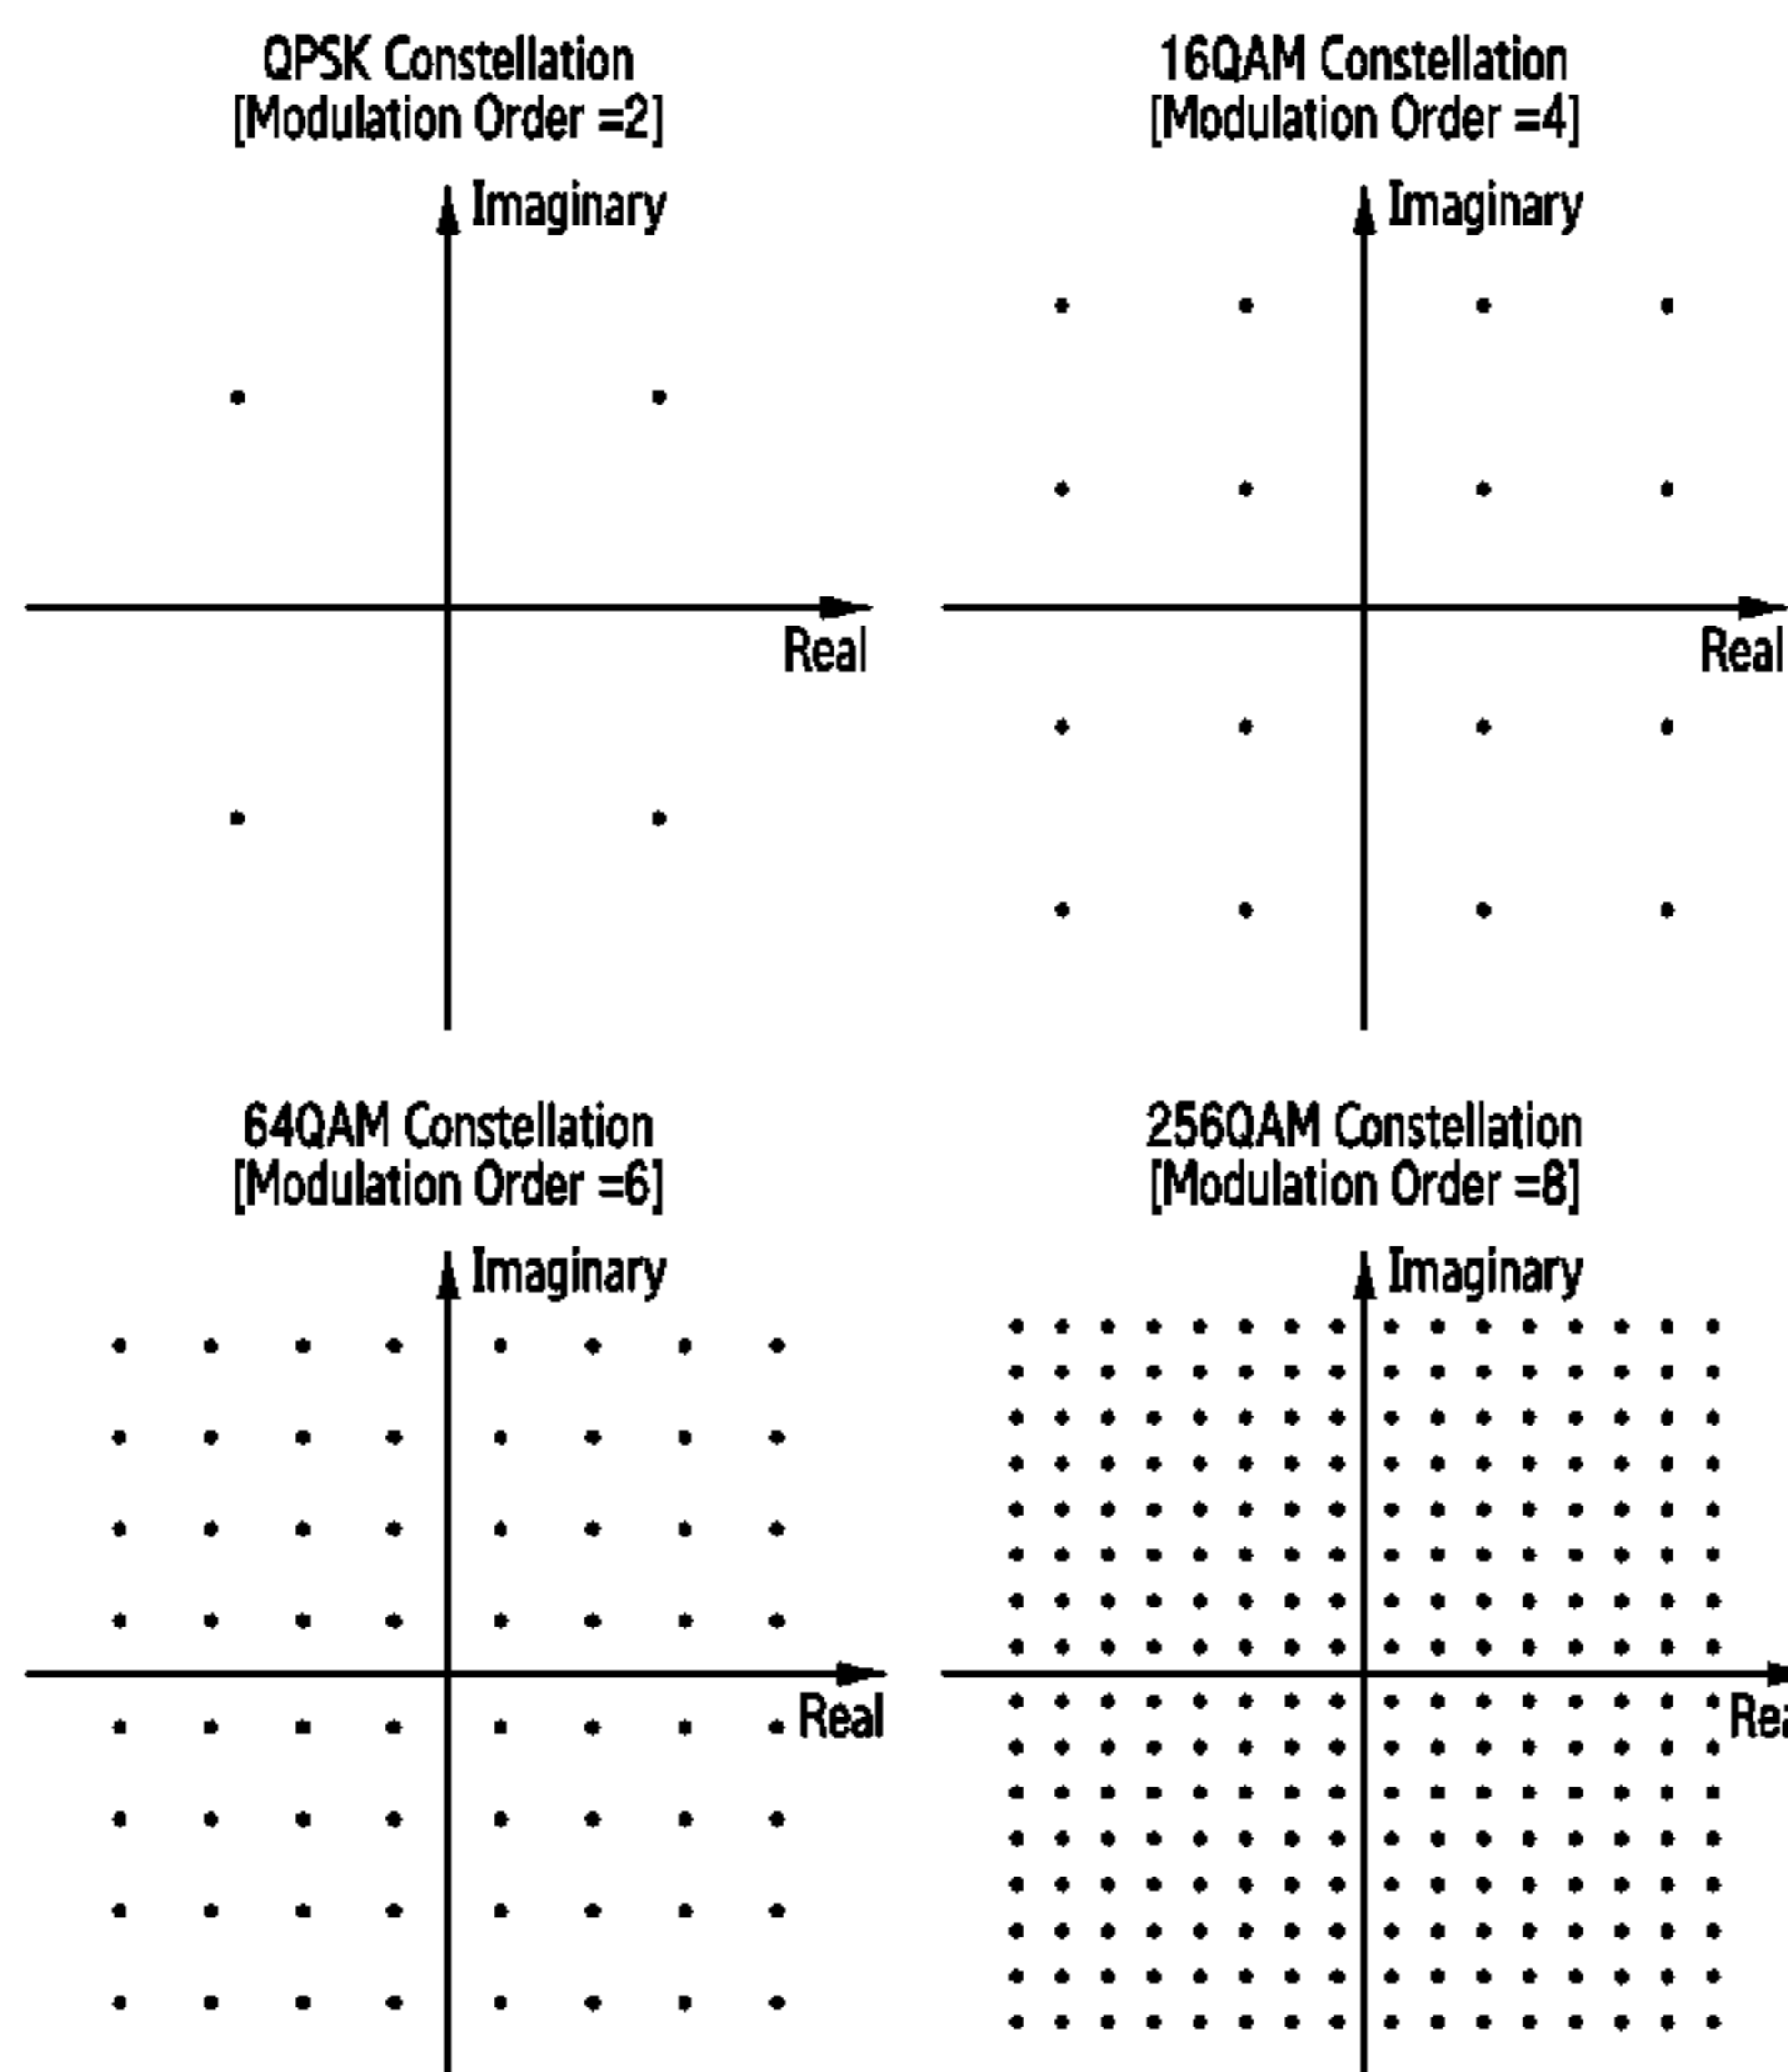 QPSK Constellation
[Modulation Order =2]
Imaginary
Real
16QAM Constellation
[Modulation Order =4]
Imaginary
Real
64QAM Constellation
[Modulation Order =6]
Imaginary
Real
256QAM Constellation
[Modulation Order =8]
Imaginary
Rea